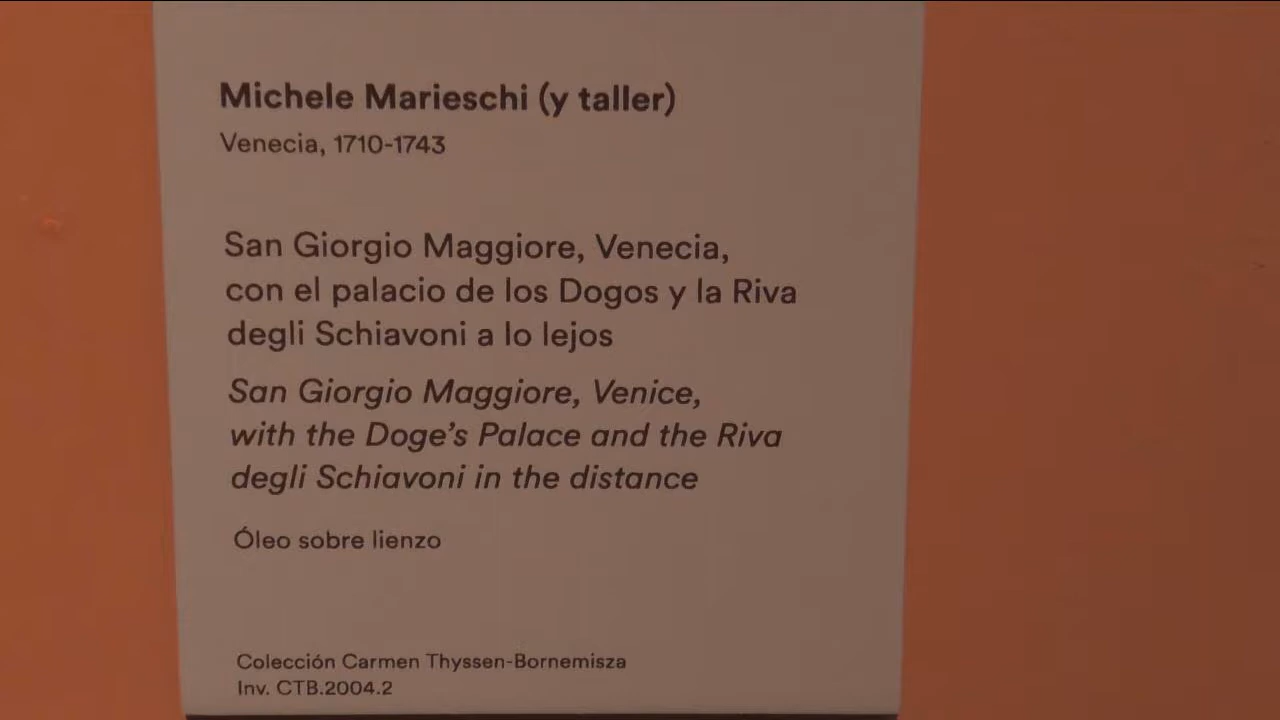 Michele Marieschi (y taller)
Venecia, 1710-1743
San Giorgio Maggiore, Venecia,
con el palacio de los Dogos y la Riva
degli Schiavoni a lo lejos
San Giorgio Maggiore, Venice,
with the Doge’s Palace and the Riva
degli Schiavoni in the distance
Óleo sobre lienzo
Colección Carmen Thyssen-Bornemisza
Inv. CTB.2004.2